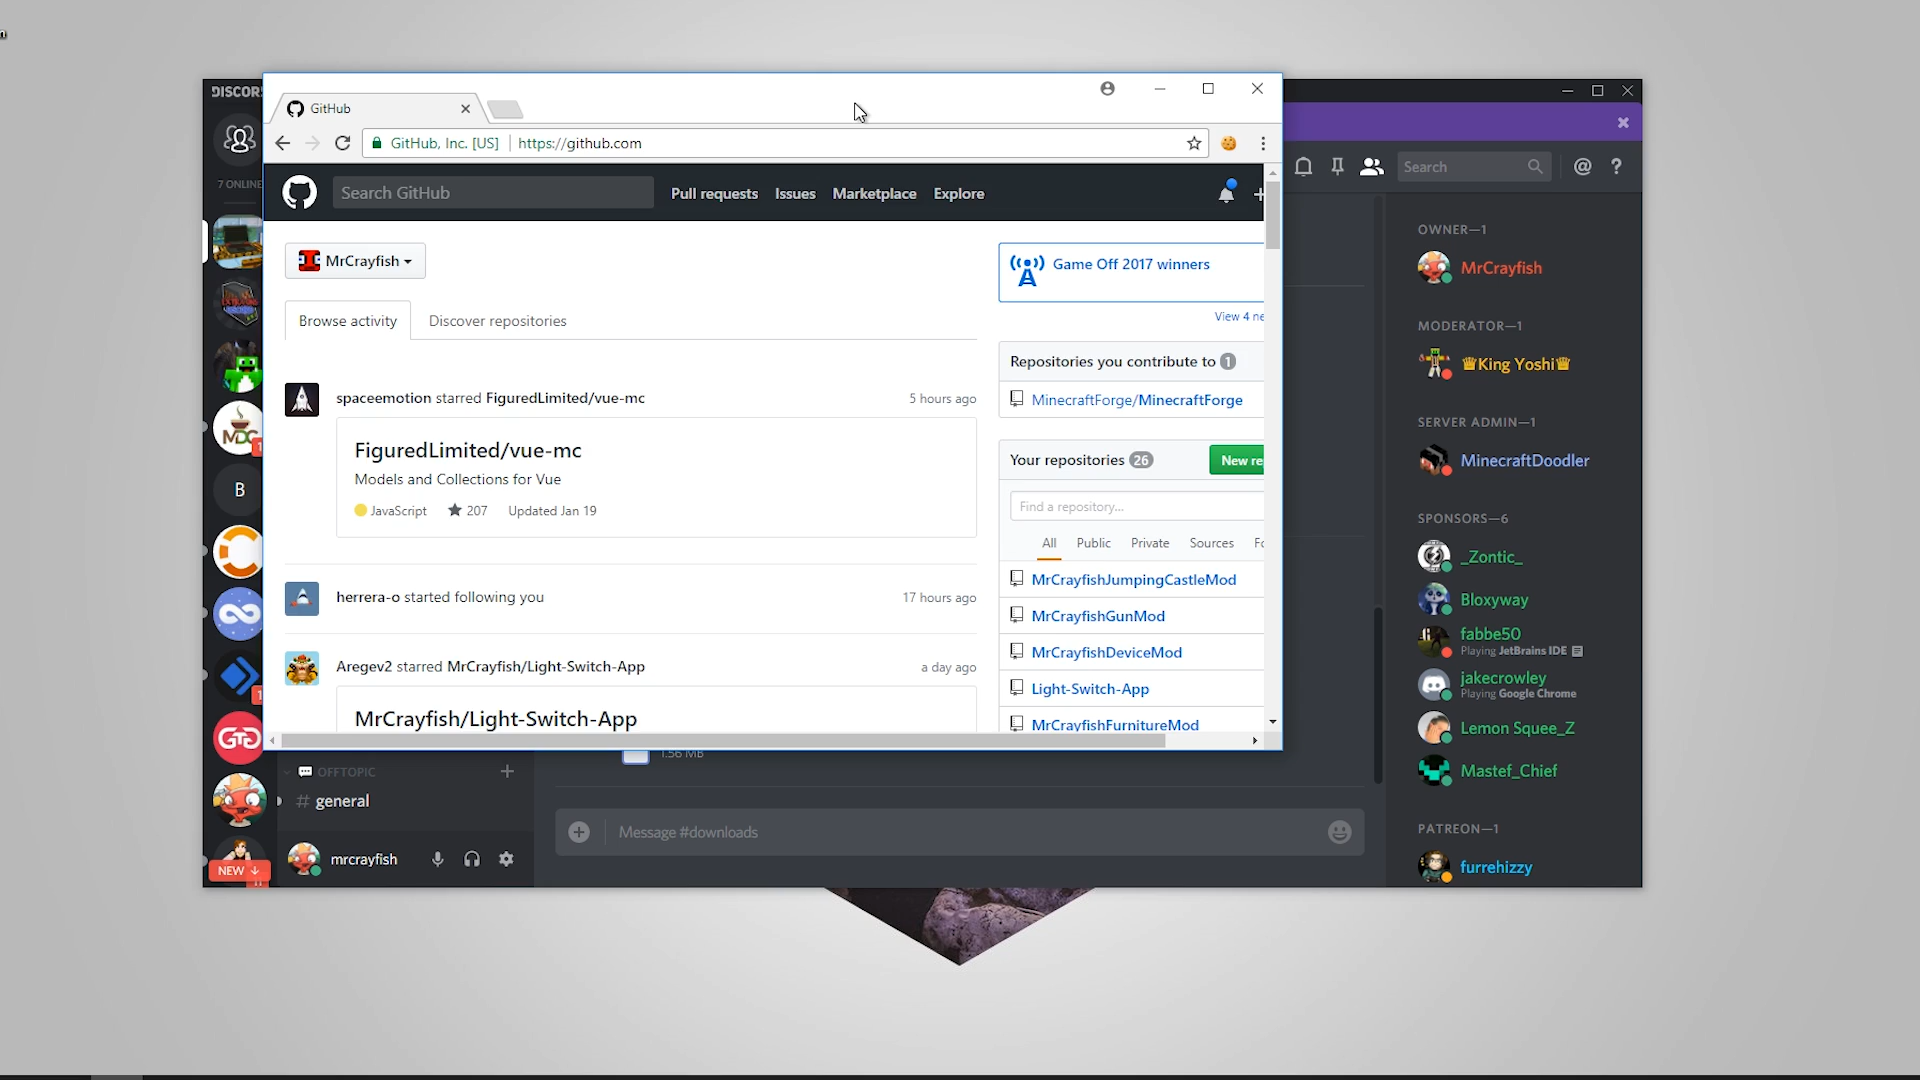 DISCOR
GitHub
GitHub, Inc. [US] https://github.com
Search GitHub
Pull requests Issues Marketplace Explore
Search
7 ONLINE
MrCrayfish
Game Off 2017 winners
View 4 ne
Browse activity Discover repositories
Repositories you contribute to 1
MinecraftForge/MinecraftForge
spaceemotion starred FiguredLimited/vue-mc 5 hours ago
FiguredLimited/vue-mc
Models and Collections for Vue
JavaScript 207 Updated Jan 19
Your repositories 26 New re
Find a repository...
All Public Private Sources Fo
MrCrayfishJumpingCastleMod
MrCrayfishGunMod
MrCrayfishDeviceMod
Light-Switch-App
MrCrayfishFurnitureMod
herrera-o started following you 17 hours ago
Aregev2 starred MrCrayfish/Light-Switch-App a day ago
MrCrayfish/Light-Switch-App
MDC
B
GTG
NEW
1.56 MB
OFFTOPIC
# general
mrcrayfish
Message #downloads
OWNER—1
MrCrayfish
MODERATOR—1
♛King Yoshi♛
SERVER ADMIN—1
MinecraftDoodler
SPONSORS—6
_Zontic_
Bloxyway
fabbe50
Playing JetBrains IDE
jakecrowley
Playing Google Chrome
Lemon Squee_Z
Mastef_Chief
PATREON—1
furrehizzy